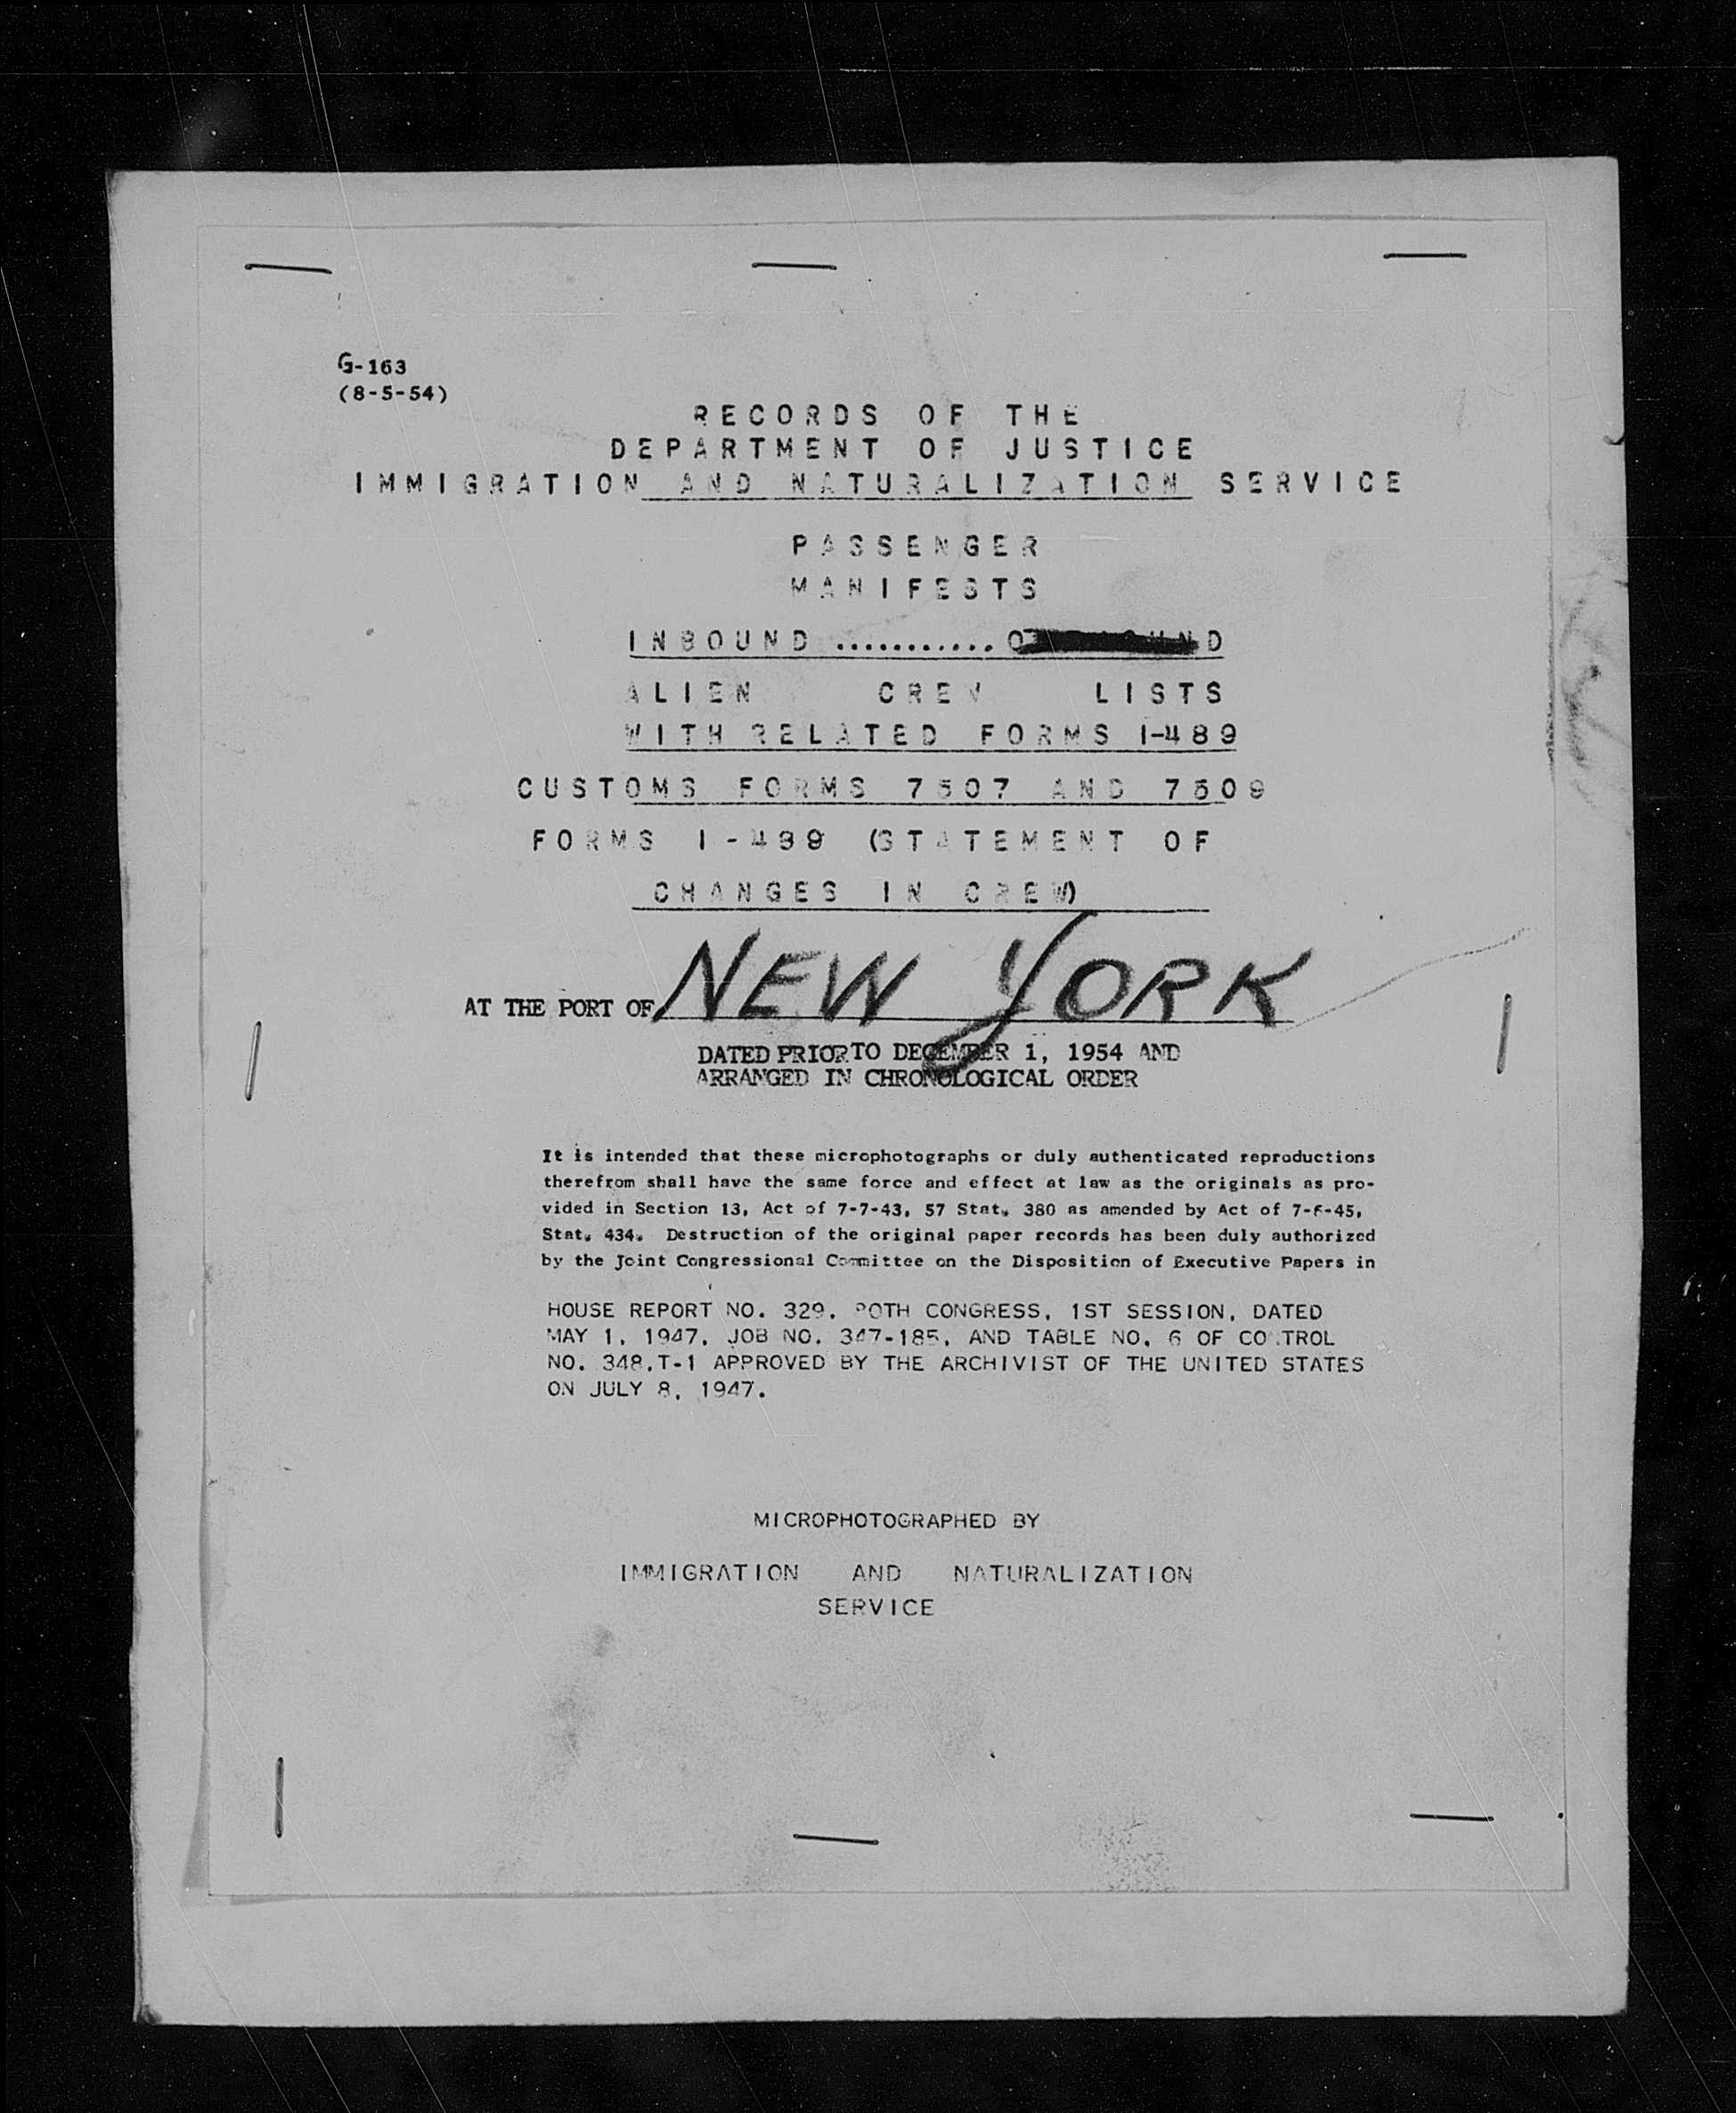 G-163
(8-5-54)
RECORDS OF THE
DEPARTMENT OF JUSTICE
IMMIGRATION AND NATURALIZATION SERVICE
PASSENGER
MANIFESTS
INBOUND ...........
ALIEN CREW LISTS
WITH RELATED FORMS I-489
CUSTOMS FORMS 7507 AND 7509
FORMS I-489 (STATEMENT OF
CHANGES IN CREW)
AT THE PORT OF NEW YORK
DATED PRIOR TO DECEMBER 1, 1954 AND
ARRANGED IN CHRONOLOGICAL ORDER
It is intended that these microphotographs or duly authenticated reproductions
therefrom shall have the same force and effect at law as the originals as pro-
vided in Section 13, Act of 7-7-43, 57 Stat. 380 as amended by Act of 7-6-45,
Stat. 434. Destruction of the original paper records has been duly authorized
by the Joint Congressional Committee on the Disposition of Executive Papers in
HOUSE REPORT NO. 329, 80TH CONGRESS, 1ST SESSION, DATED
MAY 1, 1947, JOB NO. 347-185, AND TABLE NO. 6 OF CONTROL
NO. 348.T-1 APPROVED BY THE ARCHIVIST OF THE UNITED STATES
ON JULY 8, 1947.
MICROPHOTOGRAPHED BY
IMMIGRATION AND NATURALIZATION
SERVICE